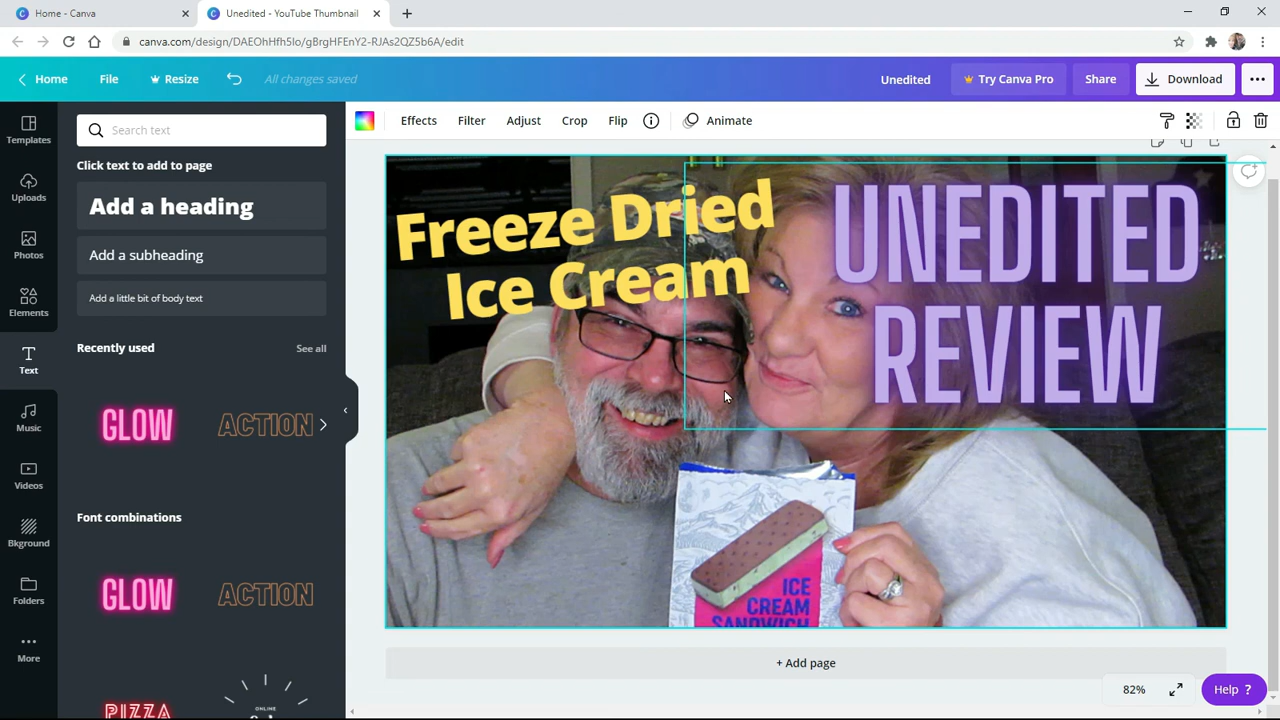 Home - Canva
Unedited - YouTube Thumbnail
canva.com/design/DAEOhHfh5Io/gBrgHFEnY2-RJAs2QZ5b6A/edit
Home
File
Resize
All changes saved
Unedited
Try Canva Pro
Share
Download
Templates
Uploads
Photos
Elements
Text
Music
Videos
Bkground
Folders
More
Search text
Click text to add to page
Add a heading
Add a subheading
Add a little bit of body text
Recently used
See all
GLOW
ACTION
Font combinations
GLOW
ACTION
PIZZA
ONLINE
Effects
Filter
Adjust
Crop
Flip
Animate
Freeze Dried
Ice Cream
UNEDITED
REVIEW
ICE
CREAM
SANDWICH
+ Add page
82%
Help ?